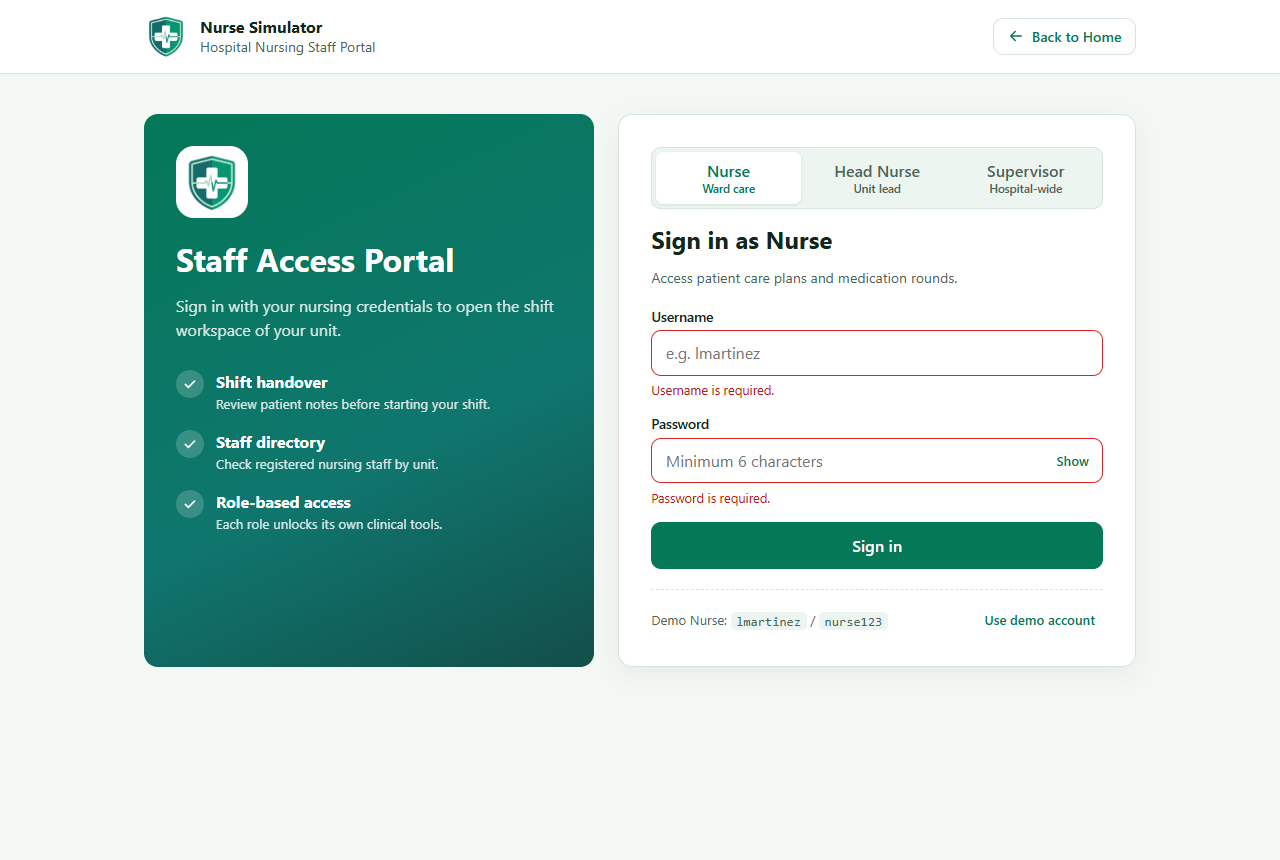 Nurse Simulator
Hospital Nursing Staff Portal
Back to Home
Staff Access Portal
Sign in with your nursing credentials to open the shift
workspace of your unit.
Shift handover
Review patient notes before starting your shift.
Staff directory
Check registered nursing staff by unit.
Role-based access
Each role unlocks its own clinical tools.
Nurse
Ward care
Head Nurse
Unit lead
Supervisor
Hospital-wide
Sign in as Nurse
Access patient care plans and medication rounds.
Username
e.g. lmartinez
Username is required.
Password
Minimum 6 characters
Show
Password is required.
Sign in
Demo Nurse: lmartinez / nurse123
Use demo account